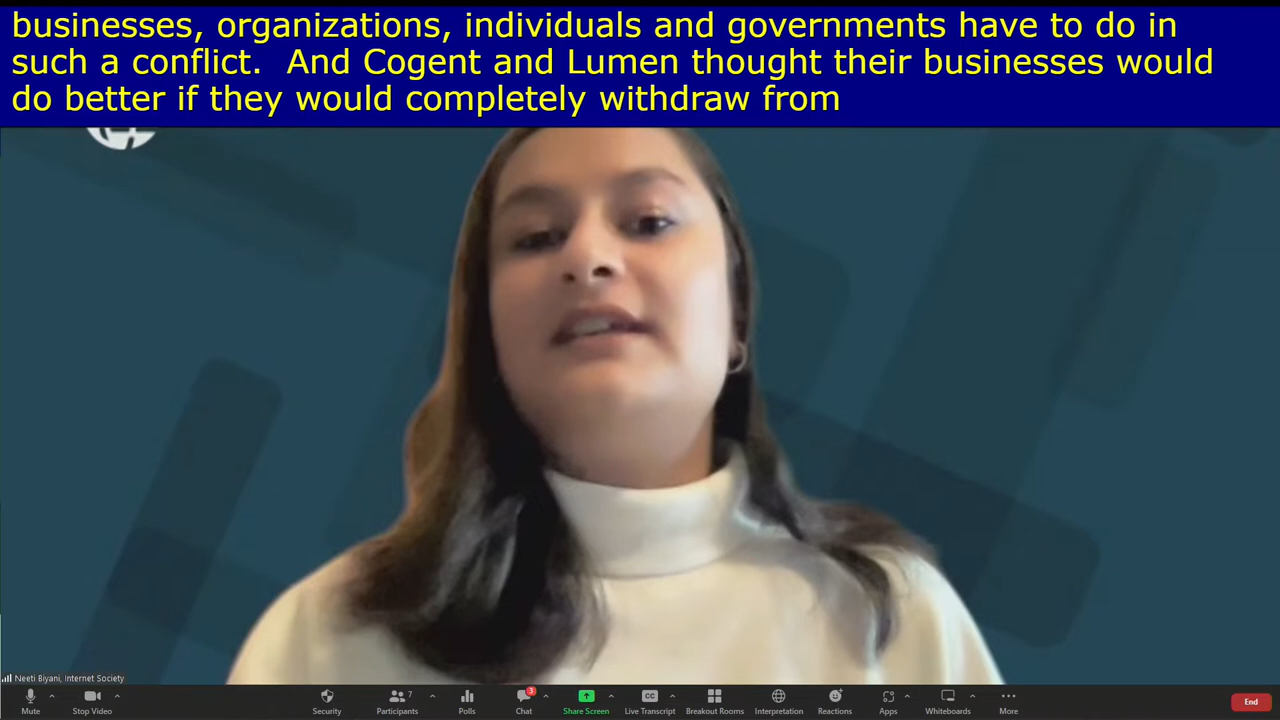 businesses, organizations, individuals and governments have to do in
such a conflict.  And Cogent and Lumen thought their businesses would
do better if they would completely withdraw from
Neeti Biyani, Internet Society
Mute
Stop Video
Security
Participants
7
Polls
Chat
3
Share Screen
CC
Live Transcript
Breakout Rooms
Interpretation
Reactions
Apps
Whiteboards
More
End